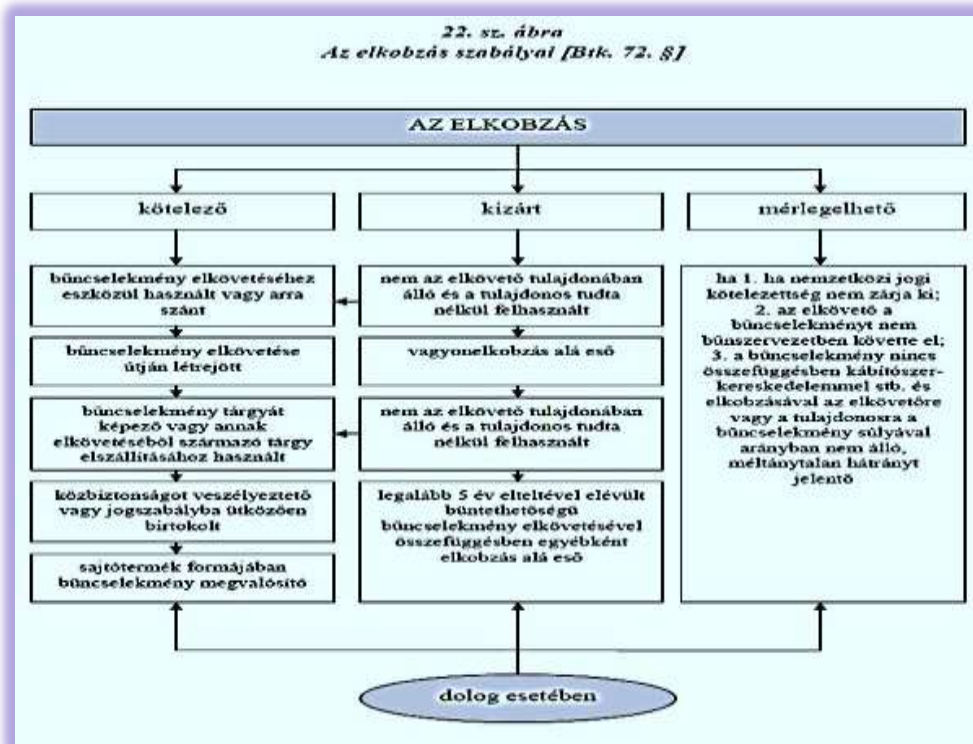 22. sz. ábra
Az elkobzás szabályai [Btk. 72. §]
AZ ELKOBZÁS
kötelező
kizárt
mérlegelhető
bűncselekmény elkövetéséhez
eszközül használt vagy arra
szánt
bűncselekmény elkövetése
útján létrejött
bűncselekmény tárgyát
képező vagy annak
elkövetéséből származó tárgy
elszállításához használt
közbiztonságot veszélyeztető
vagy jogszabályba ütközően
birtokolt
sajtótermék formájában
bűncselekmény megvalósító
nem az elkövető tulajdonában
álló és a tulajdonos tudta
nélkül felhasznált
vagyonelkobzás alá eső
nem az elkövető tulajdonában
álló és a tulajdonos tudta
nélkül felhasznált
legalább 5 év elteltével elévült
büntethetőségű
bűncselekmény elkövetésével
összefüggésben egyébként
elkobzás alá eső
ha 1. ha nemzetközi jogi
kötelezettség nem zárja ki;
2. az elkövető a
bűncselekményt nem
bűnszervezetben követte el;
3. a bűncselekmény nincs
összefüggésben kábítószer-
kereskedelemmel stb. és
elkobzásával az elkövetőre
vagy a tulajdonosra a
bűncselekmény súlyával
arányban nem álló,
méltánytalan hátrányt
jelentő
dolog esetében